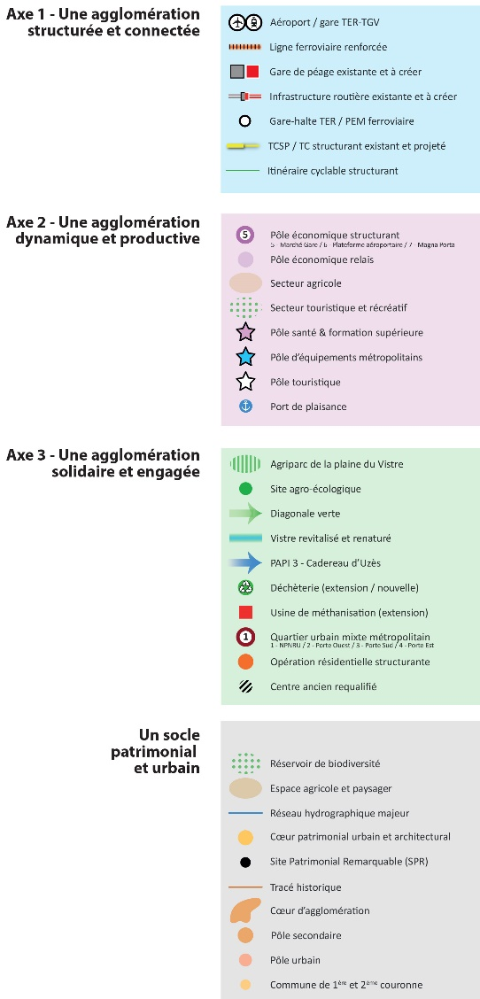 Axe 1 - Une agglomération
structurée et connectée
Aéroport / gare TER-TGV
Ligne ferroviaire renforcée
Gare de péage existante et à créer
Infrastructure routière existante et à créer
Gare-halte TER / PEM ferroviaire
TCSP / TC structurant existant et projeté
Itinéraire cyclable structurant
Axe 2 - Une agglomération
dynamique et productive
5
Pôle économique structurant
5 - Marché Gare / 6 - Plateforme aéroportaire / 7 - Magna Porta
Pôle économique relais
Secteur agricole
Secteur touristique et récréatif
Pôle santé & formation supérieure
Pôle d'équipements métropolitains
Pôle touristique
Port de plaisance
Axe 3 - Une agglomération
solidaire et engagée
Agriparc de la plaine du Vistre
Site agro-écologique
Diagonale verte
Vistre revitalisé et renaturé
PAPI 3 - Cadereau d'Uzès
Déchèterie (extension / nouvelle)
Usine de méthanisation (extension)
1
Quartier urbain mixte métropolitain
1 - NPNRU / 2 - Porte Ouest / 3 - Porte Sud / 4 - Porte Est
Opération résidentielle structurante
Centre ancien requalifié
Un socle
patrimonial
et urbain
Réservoir de biodiversité
Espace agricole et paysager
Réseau hydrographique majeur
Cœur patrimonial urbain et architectural
Site Patrimonial Remarquable (SPR)
Tracé historique
Cœur d'agglomération
Pôle secondaire
Pôle urbain
Commune de 1ère et 2ème couronne